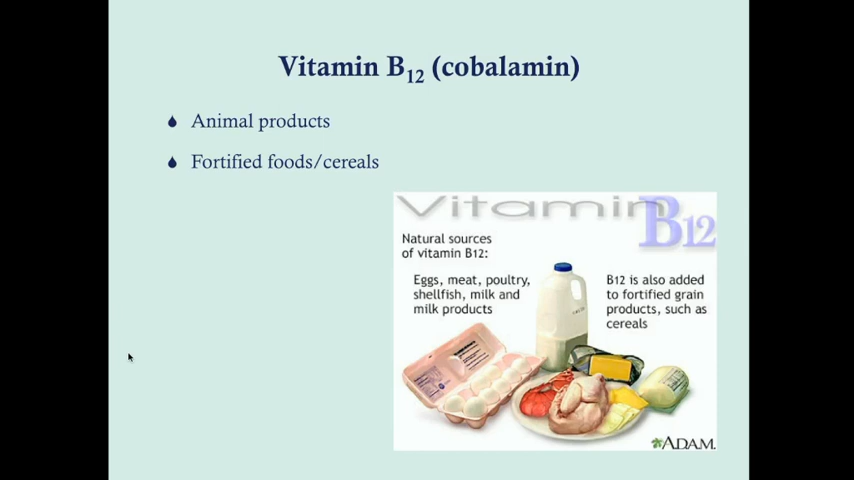 Vitamin B12 (cobalamin)
Animal products
Fortified foods/cereals
Vitamin B12
Natural sources
of vitamin B12:
Eggs, meat, poultry,
shellfish, milk and
milk products
B12 is also added
to fortified grain
products, such as
cereals
ADAM.